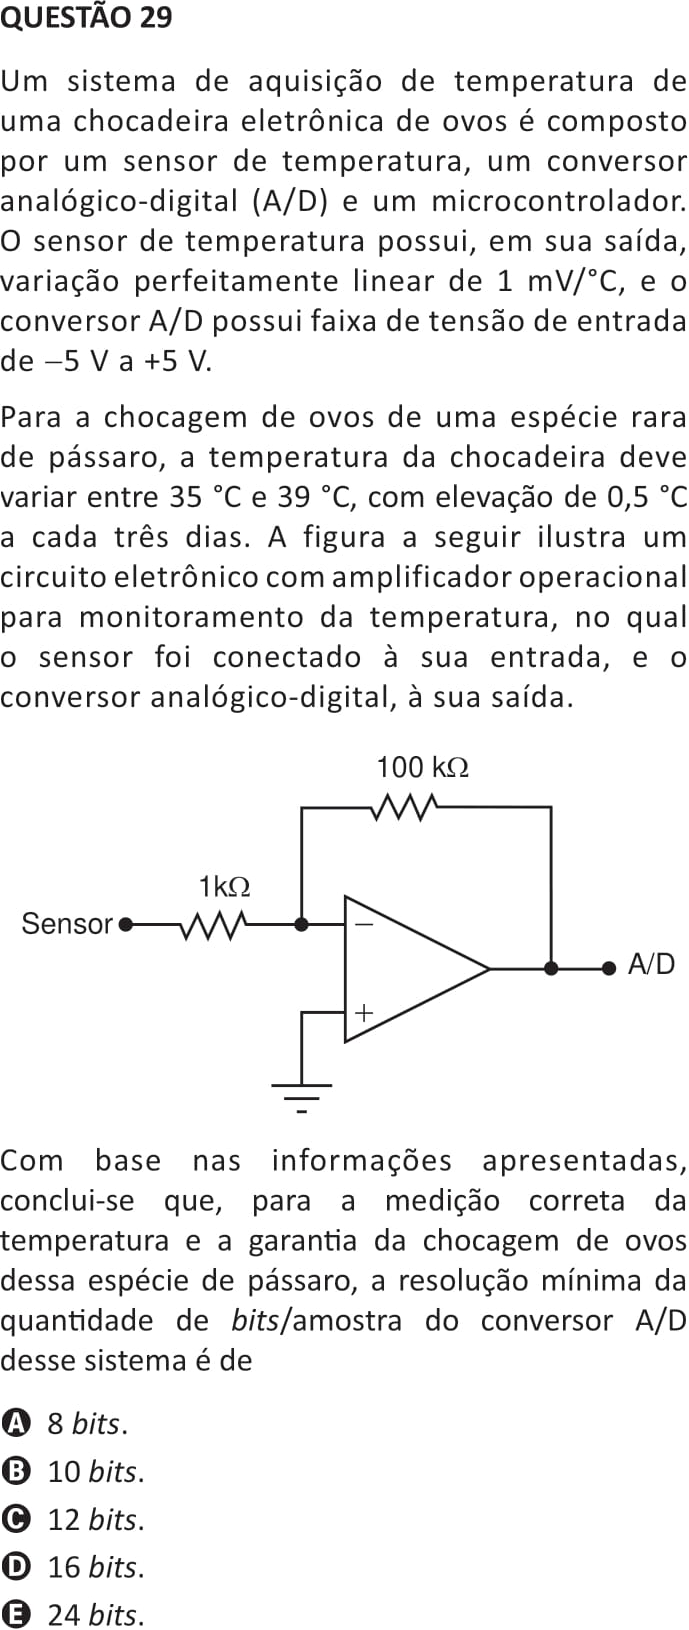 QUESTÃO 29
Um sistema de aquisição de temperatura de
uma chocadeira eletrônica de ovos é composto
por um sensor de temperatura, um conversor
analógico-digital (A/D) e um microcontrolador.
O sensor de temperatura possui, em sua saída,
variação perfeitamente linear de 1 mV/°C, e o
conversor A/D possui faixa de tensão de entrada
de −5 V a +5 V.
Para a chocagem de ovos de uma espécie rara
de pássaro, a temperatura da chocadeira deve
variar entre 35 °C e 39 °C, com elevação de 0,5 °C
a cada três dias. A figura a seguir ilustra um
circuito eletrônico com amplificador operacional
para monitoramento da temperatura, no qual
o sensor foi conectado à sua entrada, e o
conversor analógico-digital, à sua saída.
100 kΩ
1kΩ
Sensor
−
A/D
+
Com base nas informações apresentadas,
conclui-se que, para a medição correta da
temperatura e a garantia da chocagem de ovos
dessa espécie de pássaro, a resolução mínima da
quantidade de bits/amostra do conversor A/D
desse sistema é de
A 8 bits.
B 10 bits.
C 12 bits.
D 16 bits.
E 24 bits.